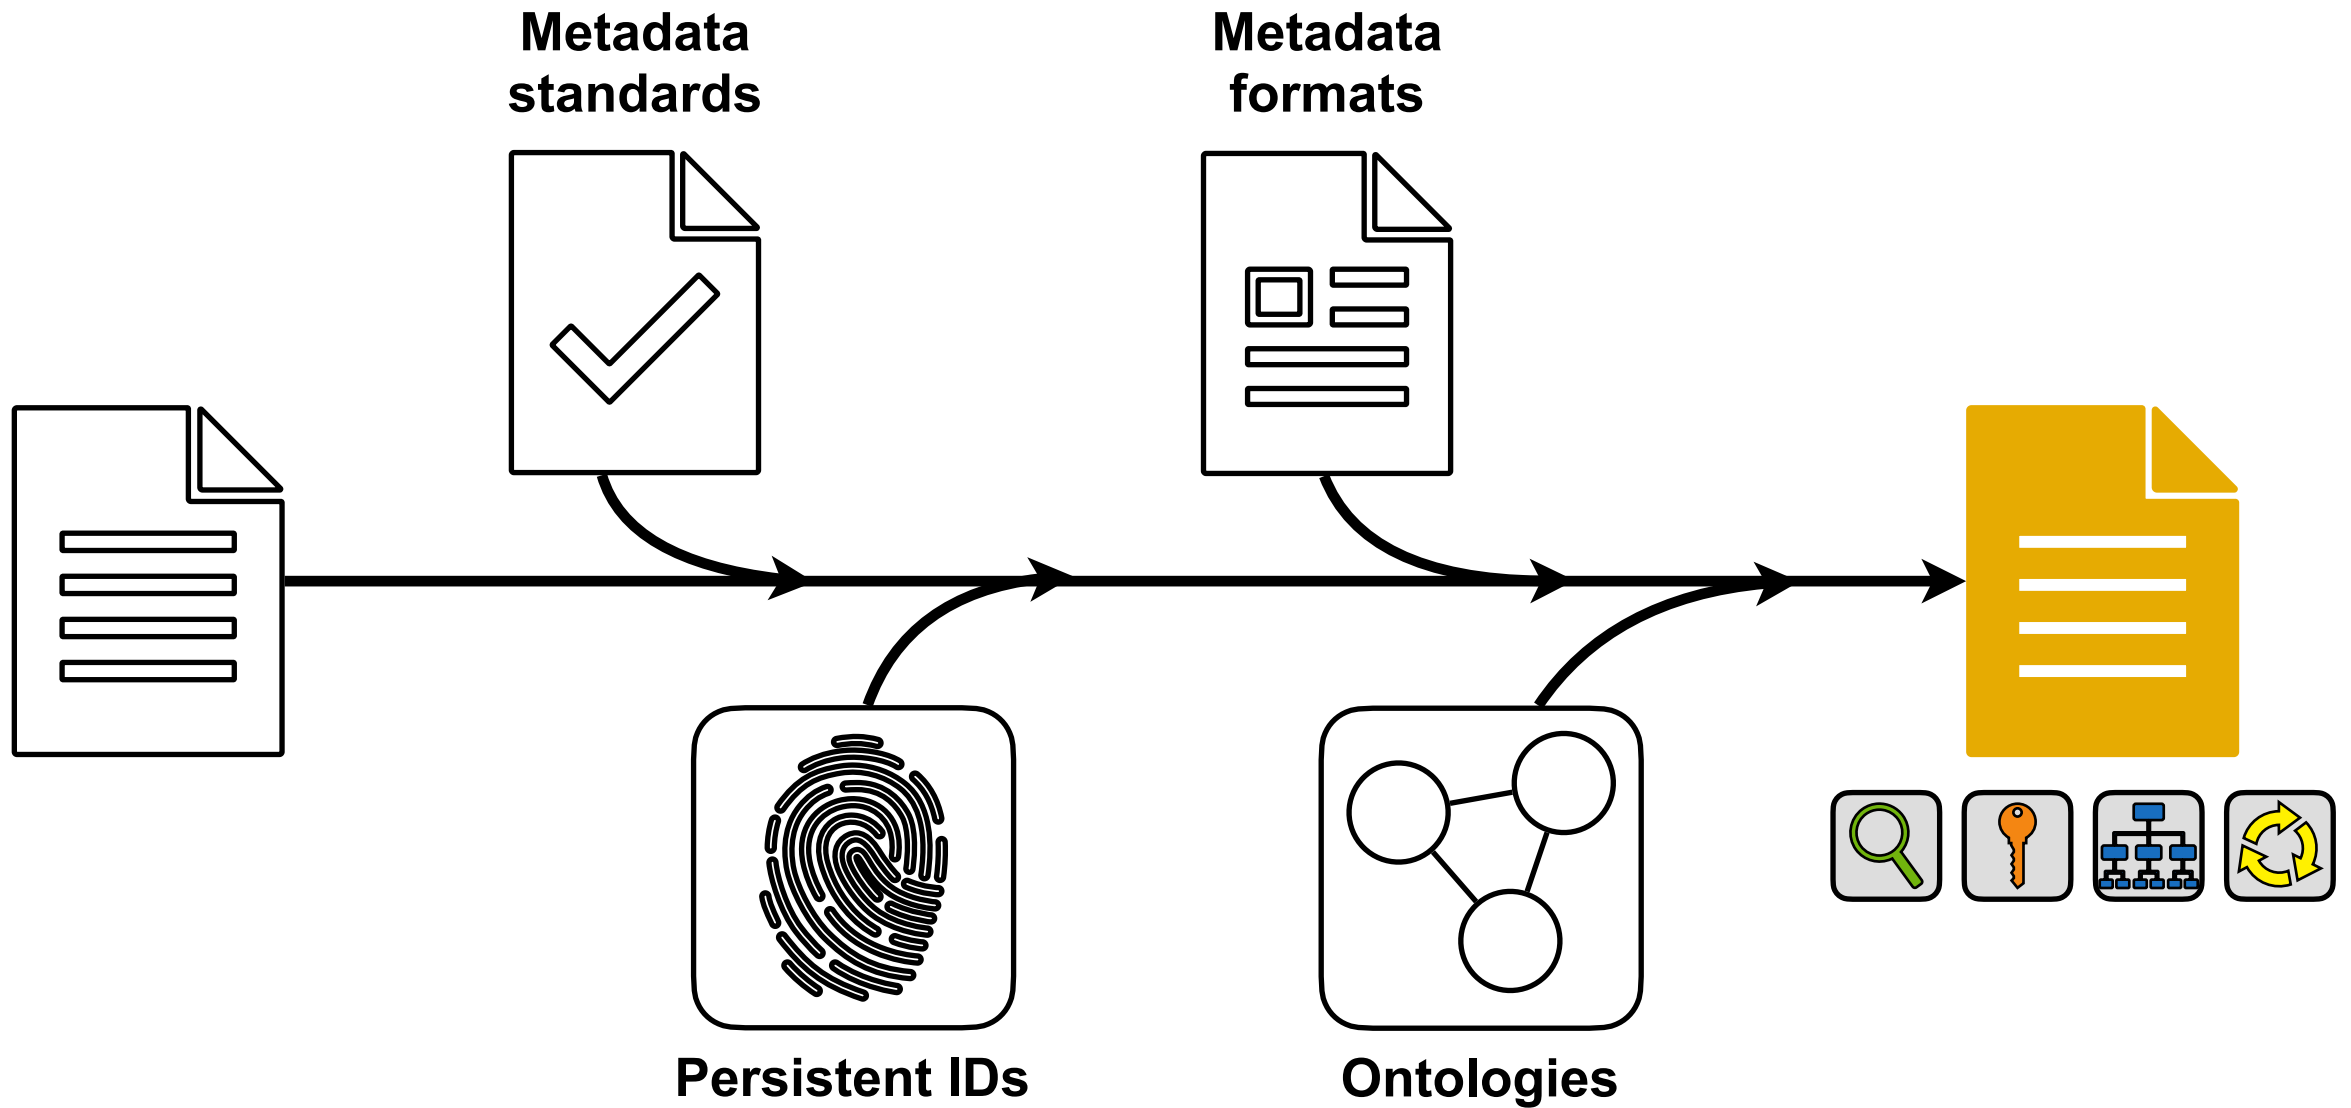 Metadata
standards
Metadata
formats
Persistent IDs
Ontologies